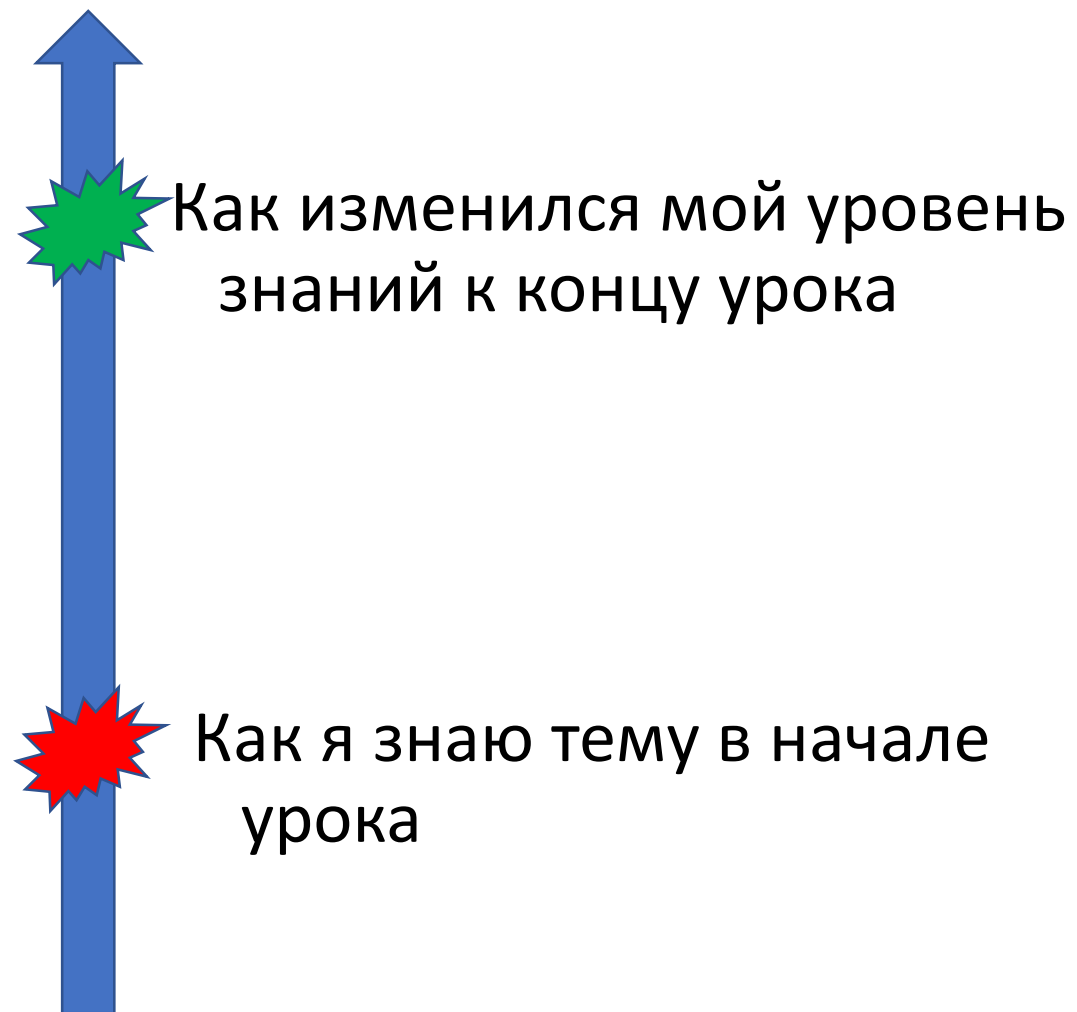 Как изменился мой уровень
знаний к концу урока
Как я знаю тему в начале
урока